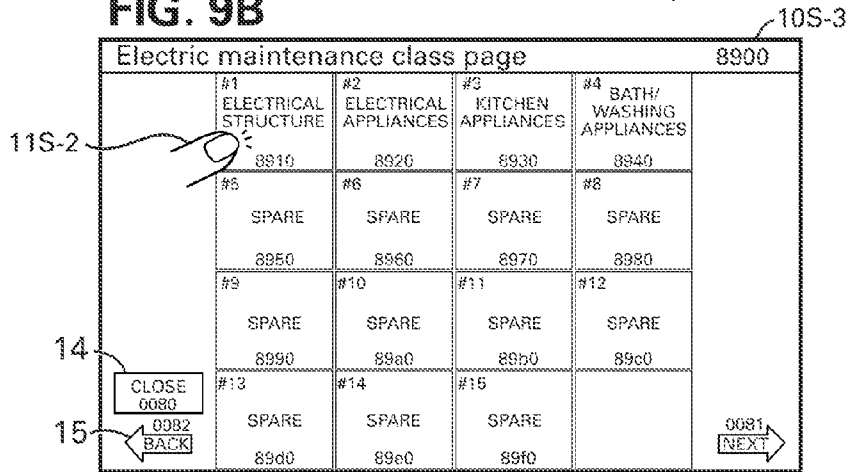 FIG. 9B
10S-3
Electric maintenance class page 8900
#1 #2 #3 #4
ELECTRICAL STRUCTURE ELECTRICAL APPLIANCES KITCHEN APPLIANCES BATH/ WASHING APPLIANCES
11S-2
8910 8920 8930 8940
#5 #6 #7 #8
SPARE SPARE SPARE SPARE
8950 8960 8970 8980
#9 #10 #11 #12
SPARE SPARE SPARE SPARE
8990 89a0 89b0 89c0
14
CLOSE
0080
#13 #14 #15
SPARE SPARE SPARE
15
0082
BACK
0081
NEXT
89d0 89e0 89f0